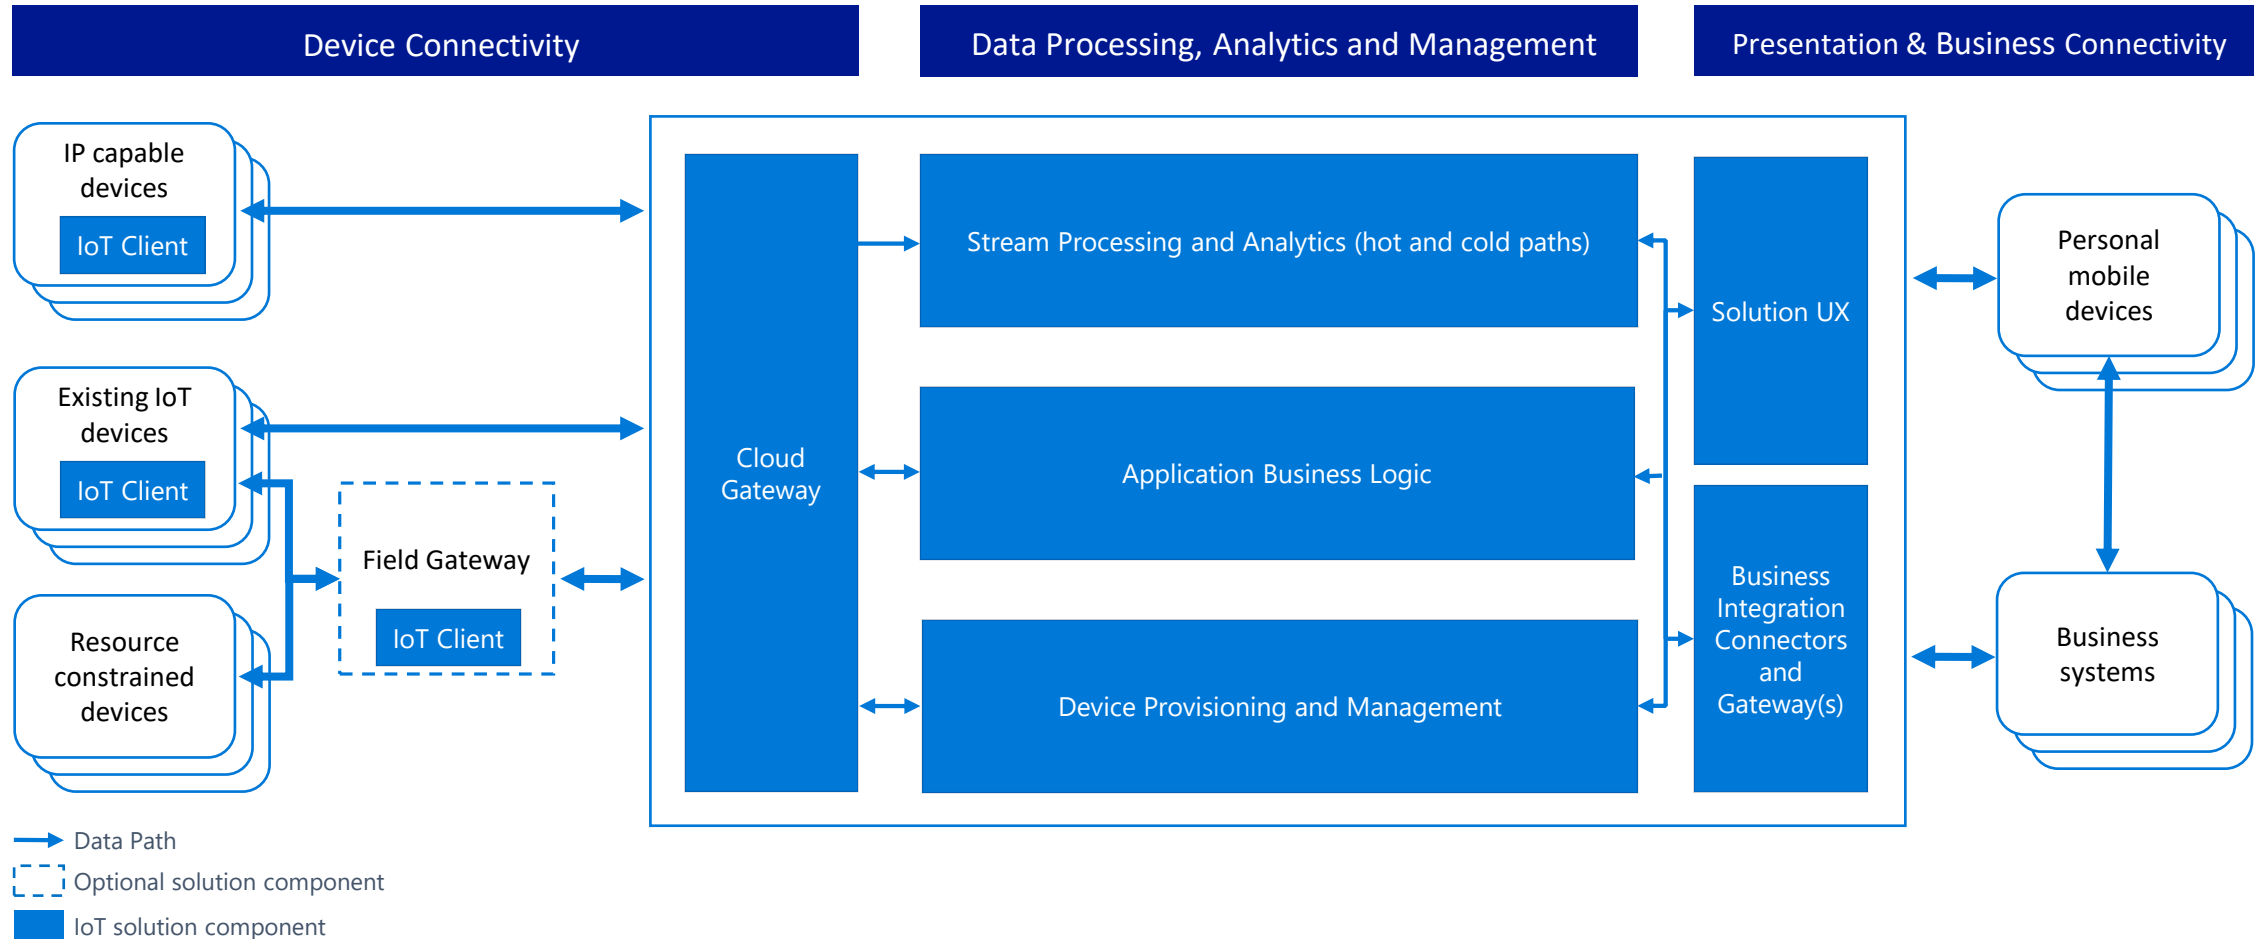 Device Connectivity
Data Processing, Analytics and Management
Presentation & Business Connectivity
IP capable
devices
IoT Client
Existing IoT
devices
IoT Client
Resource
constrained
devices
Field Gateway
IoT Client
Cloud
Gateway
Stream Processing and Analytics (hot and cold paths)
Application Business Logic
Device Provisioning and Management
Solution UX
Business
Integration
Connectors
and
Gateway(s)
Personal
mobile
devices
Business
systems
Data Path
Optional solution component
IoT solution component